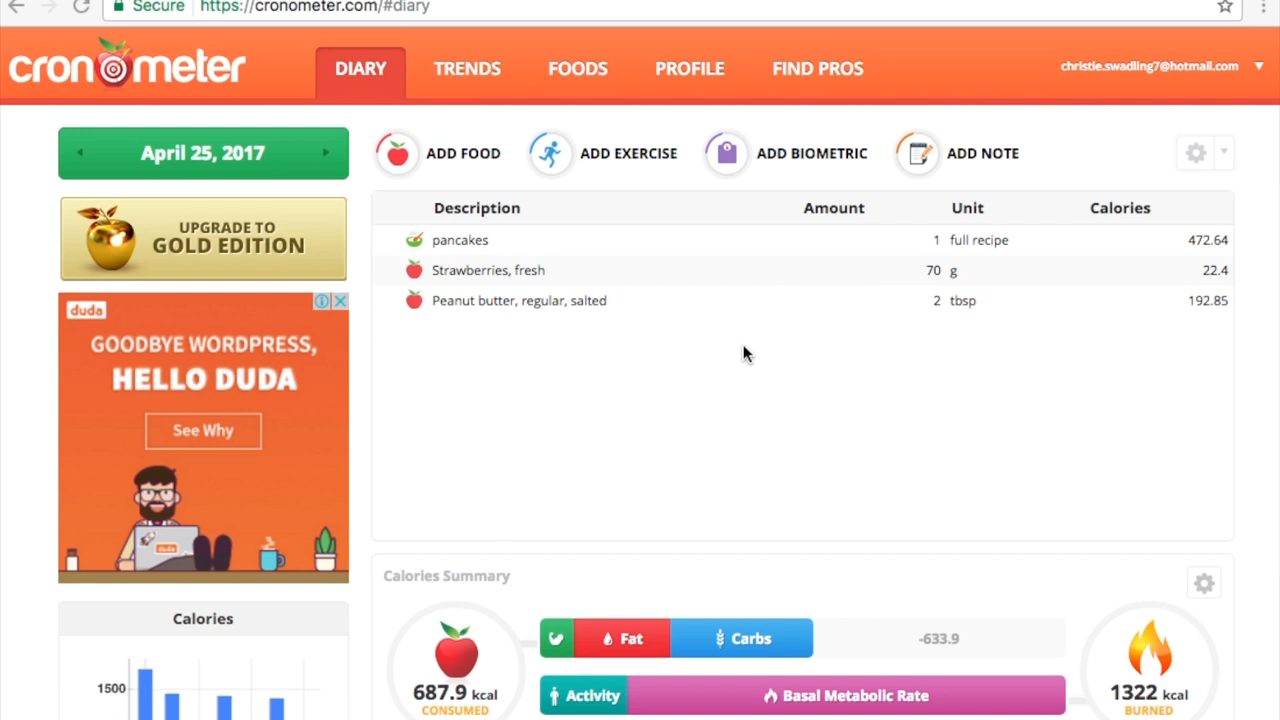 Secure https://cronometer.com/#diary
cronometer
DIARY TRENDS FOODS PROFILE FIND PROS christie.swadling7@hotmail.com
April 25, 2017
ADD FOOD ADD EXERCISE ADD BIOMETRIC ADD NOTE
UPGRADE TO
GOLD EDITION
Description Amount Unit Calories
pancakes 1 full recipe 472.64
Strawberries, fresh 70 g 22.4
Peanut butter, regular, salted 2 tbsp 192.85
duda
GOODBYE WORDPRESS,
HELLO DUDA
See Why
duda
Calories
1500
Calories Summary
Fat Carbs -633.9
687.9 kcal
CONSUMED
Activity Basal Metabolic Rate
1322 kcal
BURNED